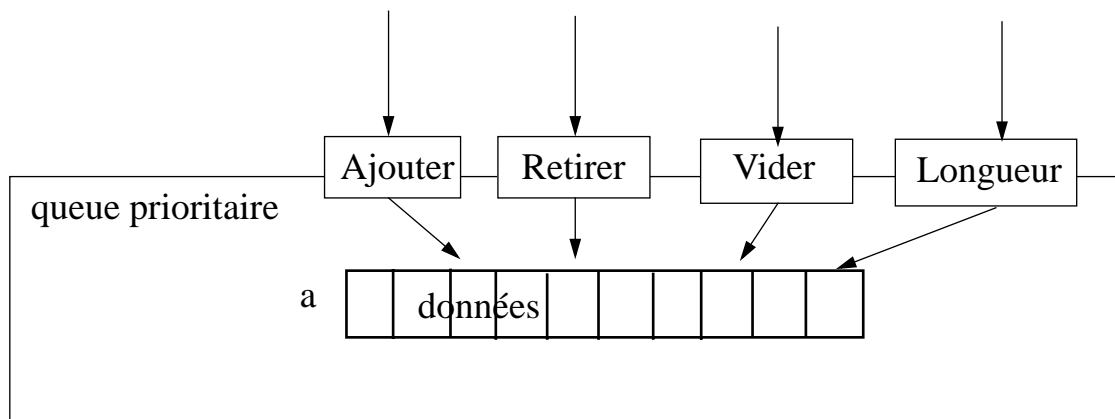 Ajouter
Retirer
Vider
Longueur
queue prioritaire
a
données